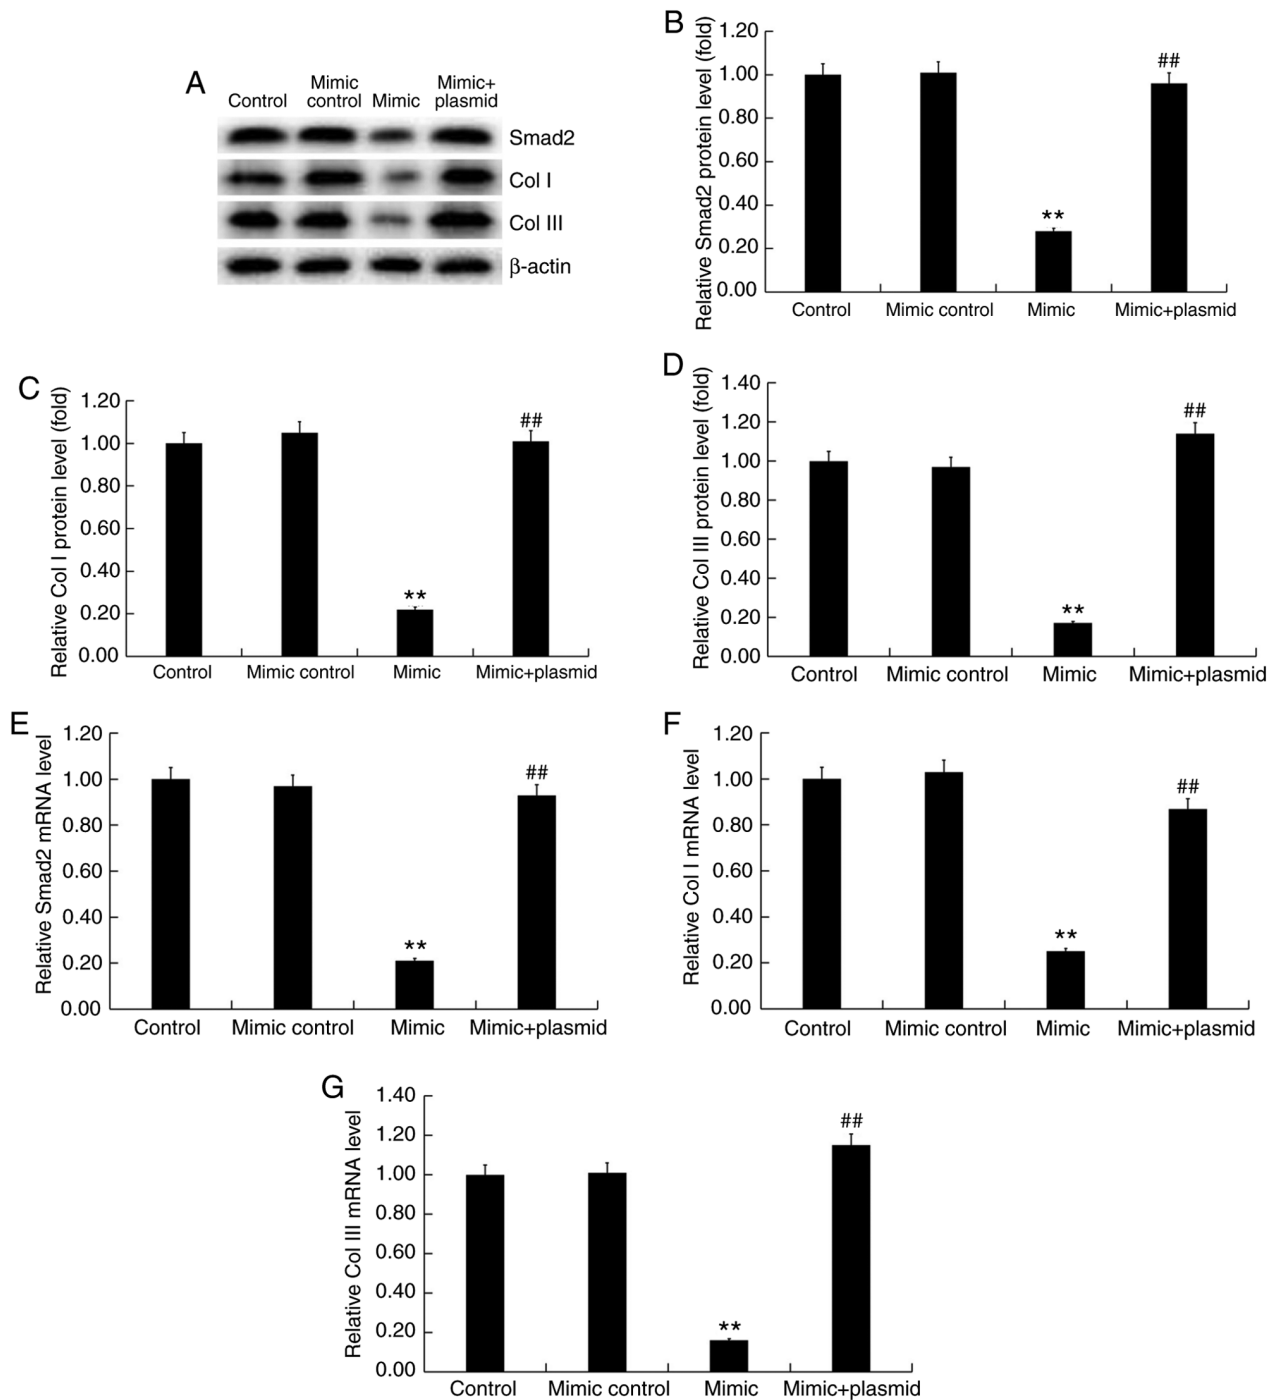 A
Control
Mimic
control
Mimic
Mimic+
plasmid
Smad2
Col I
Col III
β-actin
B
Relative Smad2 protein level (fold)
1.20
1.00
0.80
0.60
0.40
0.20
0.00
**
##
Control
Mimic control
Mimic
Mimic+plasmid
C
Relative Col I protein level (fold)
1.20
1.00
0.80
0.60
0.40
0.20
0.00
**
##
Control
Mimic control
Mimic
Mimic+plasmid
D
Relative Col III protein level (fold)
1.40
1.20
1.00
0.80
0.60
0.40
0.20
0.00
**
##
Control
Mimic control
Mimic
Mimic+plasmid
E
Relative Smad2 mRNA level
1.20
1.00
0.80
0.60
0.40
0.20
0.00
**
##
Control
Mimic control
Mimic
Mimic+plasmid
F
Relative Col I mRNA level
1.20
1.00
0.80
0.60
0.40
0.20
0.00
**
##
Control
Mimic control
Mimic
Mimic+plasmid
G
Relative Col III mRNA level
1.40
1.20
1.00
0.80
0.60
0.40
0.20
0.00
**
##
Control
Mimic control
Mimic
Mimic+plasmid